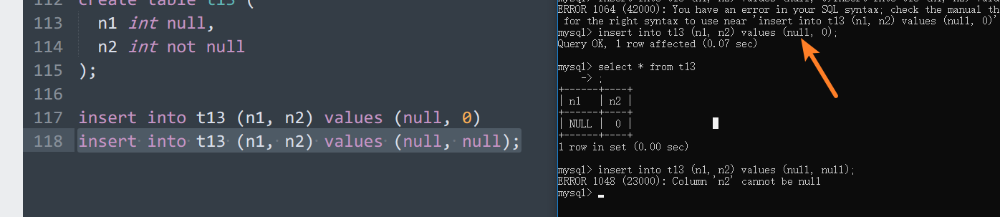 112 create table t13 (
113 n1 int null,
114 n2 int not null
115 );
116
117 insert into t13 (n1, n2) values (null, 0)
118 insert into t13 (n1, n2) values (null, null);
ERROR 1064 (42000): You have an error in your SQL syntax; check the manual th
for the right syntax to use near 'insert into t13 (n1, n2) values (null, 0)'
mysql> insert into t13 (n1, n2) values (null, 0);
Query OK, 1 row affected (0.07 sec)
mysql> select * from t13
-> ;
+------+----+
| n1 | n2 |
+------+----+
| NULL | 0 |
+------+----+
1 row in set (0.00 sec)
mysql> insert into t13 (n1, n2) values (null, null);
ERROR 1048 (23000): Column 'n2' cannot be null
mysql>